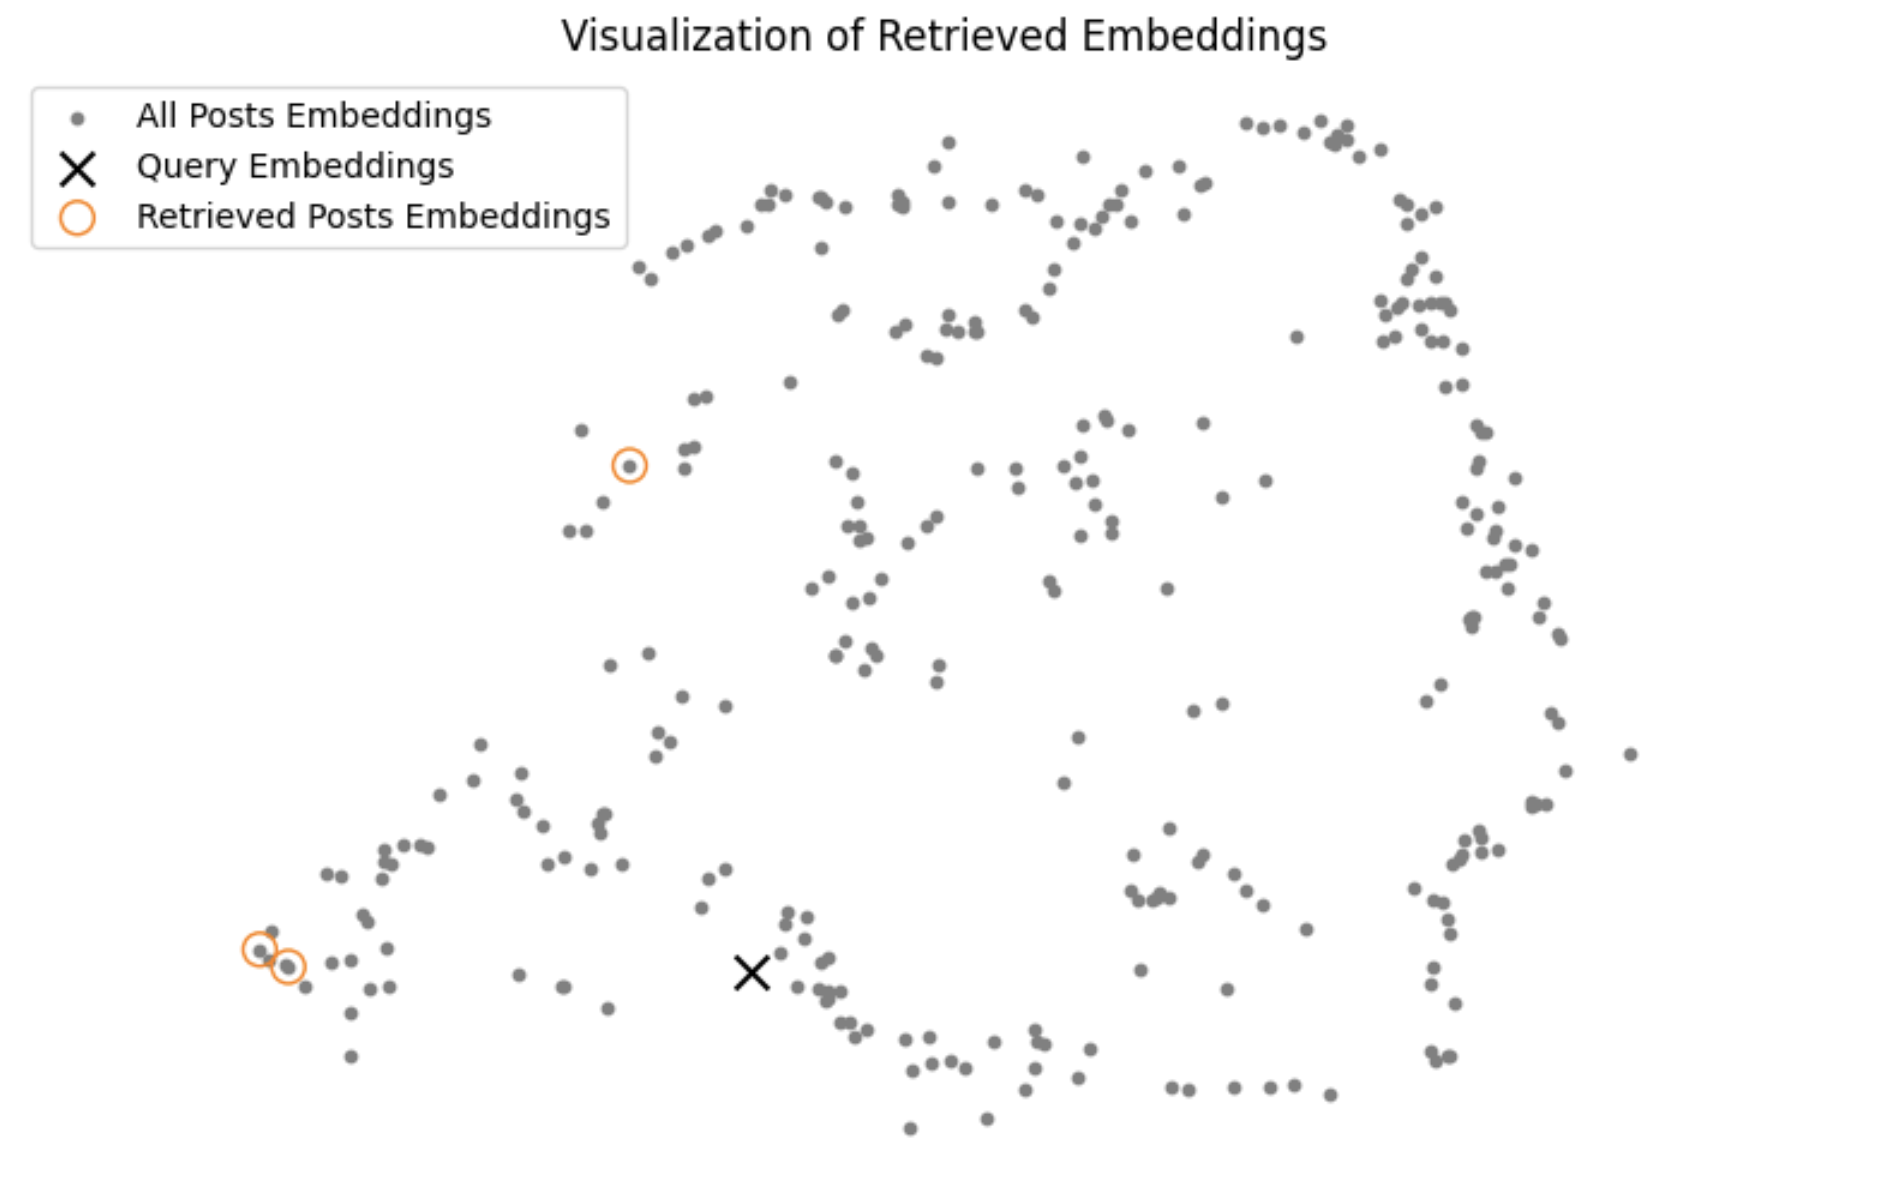 Visualization of Retrieved Embeddings
All Posts Embeddings
Query Embeddings
Retrieved Posts Embeddings